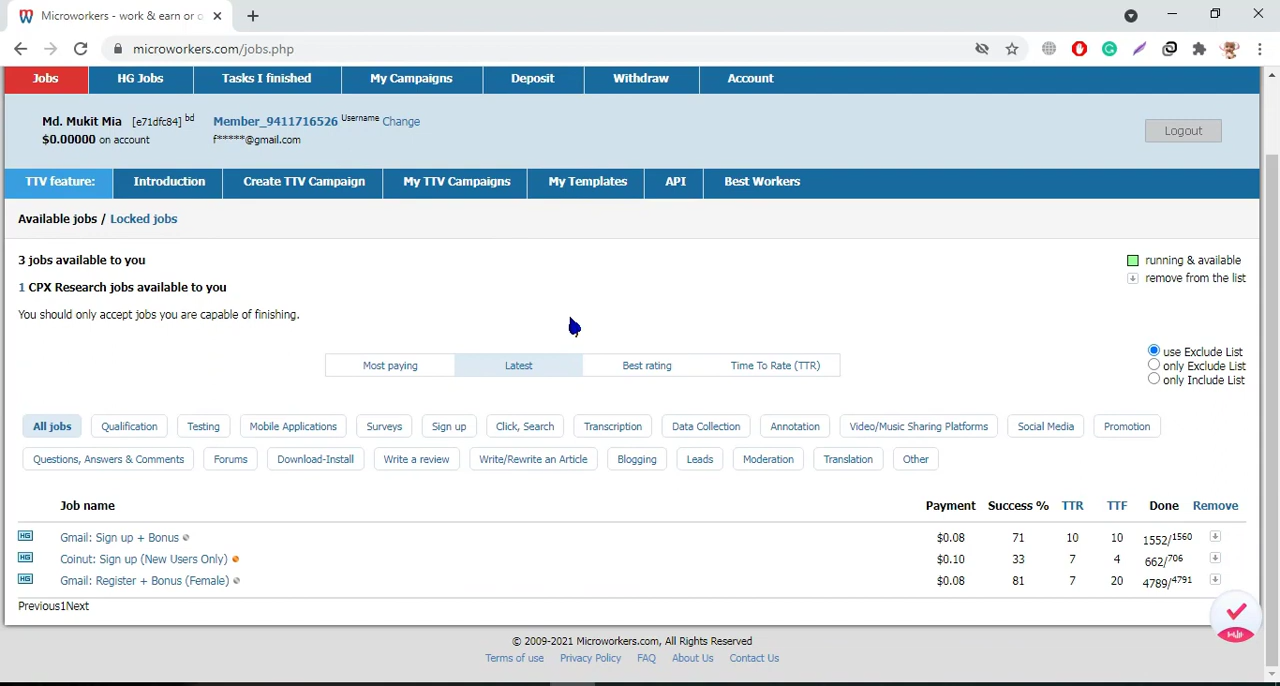 Microworkers - work & earn or c
microworkers.com/jobs.php
Jobs HG Jobs Tasks I finished My Campaigns Deposit Withdraw Account
Md. Mukit Mia [e71dfc84] bd Member_9411716526 Username Change
$0.00000 on account f*****@gmail.com
Logout
TTV feature: Introduction Create TTV Campaign My TTV Campaigns My Templates API Best Workers
Available jobs / Locked jobs
3 jobs available to you
running & available
remove from the list
1 CPX Research jobs available to you
You should only accept jobs you are capable of finishing.
Most paying Latest Best rating Time To Rate (TTR)
use Exclude List
only Exclude List
only Include List
All jobs Qualification Testing Mobile Applications Surveys Sign up Click, Search Transcription Data Collection Annotation Video/Music Sharing Platforms Social Media Promotion
Questions, Answers & Comments Forums Download-Install Write a review Write/Rewrite an Article Blogging Leads Moderation Translation Other
Job name Payment Success % TTR TTF Done Remove
HG Gmail: Sign up + Bonus $0.08 71 10 10 1552/1560
HG Coinut: Sign up (New Users Only) $0.10 33 7 4 662/706
HG Gmail: Register + Bonus (Female) $0.08 81 7 20 4789/4791
Previous1Next
© 2009-2021 Microworkers.com, All Rights Reserved
Terms of use Privacy Policy FAQ About Us Contact Us